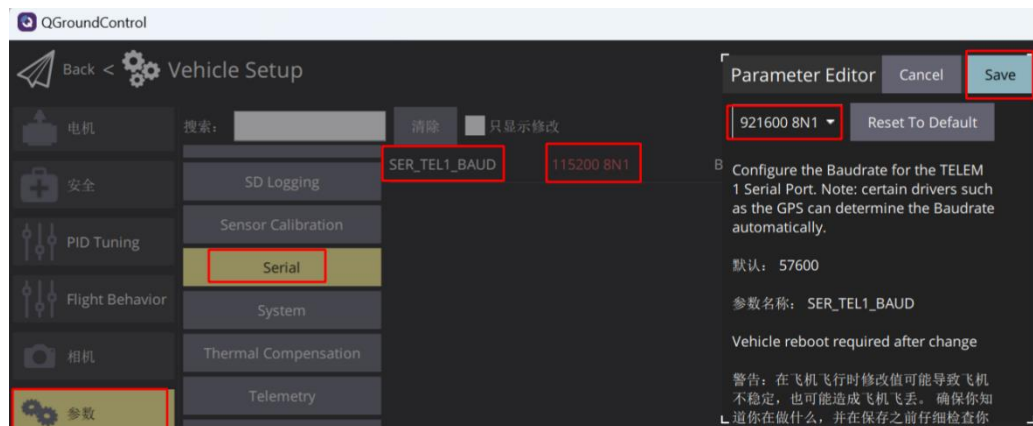 QGroundControl
Back < Vehicle Setup
电机
安全
PID Tuning
Flight Behavior
相机
参数
搜索:
清除
只显示修改
SD Logging
Sensor Calibration
Serial
System
Thermal Compensation
Telemetry
SER_TEL1_BAUD 115200 8N1 B
Parameter Editor
Cancel
Save
921600 8N1
Reset To Default
Configure the Baudrate for the TELEM
1 Serial Port. Note: certain drivers such
as the GPS can determine the Baudrate
automatically.
默认: 57600
参数名称: SER_TEL1_BAUD
Vehicle reboot required after change
警告: 在飞机飞行时修改值可能导致飞机
不稳定，也可能造成飞机飞丢。 确保你知
道你在做什么，并在保存之前仔细检查你